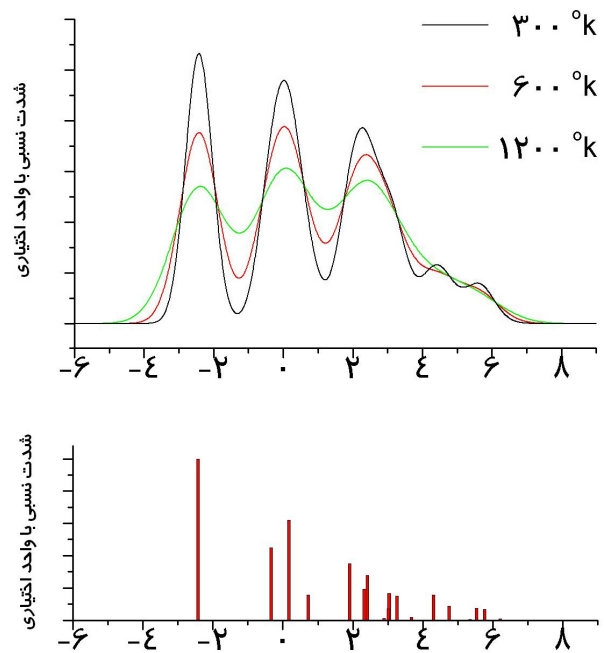 ۳۰۰ °k
۶۰۰ °k
۱۲۰۰ °k
شدت نسبی با واحد اختیاری
-۶ -٤ -۲ ۰ ۲ ٤ ۶ ۸
شدت نسبی با واحد اختیاری
-۶ -٤ -۲ ۰ ۲ ٤ ۶ ۸